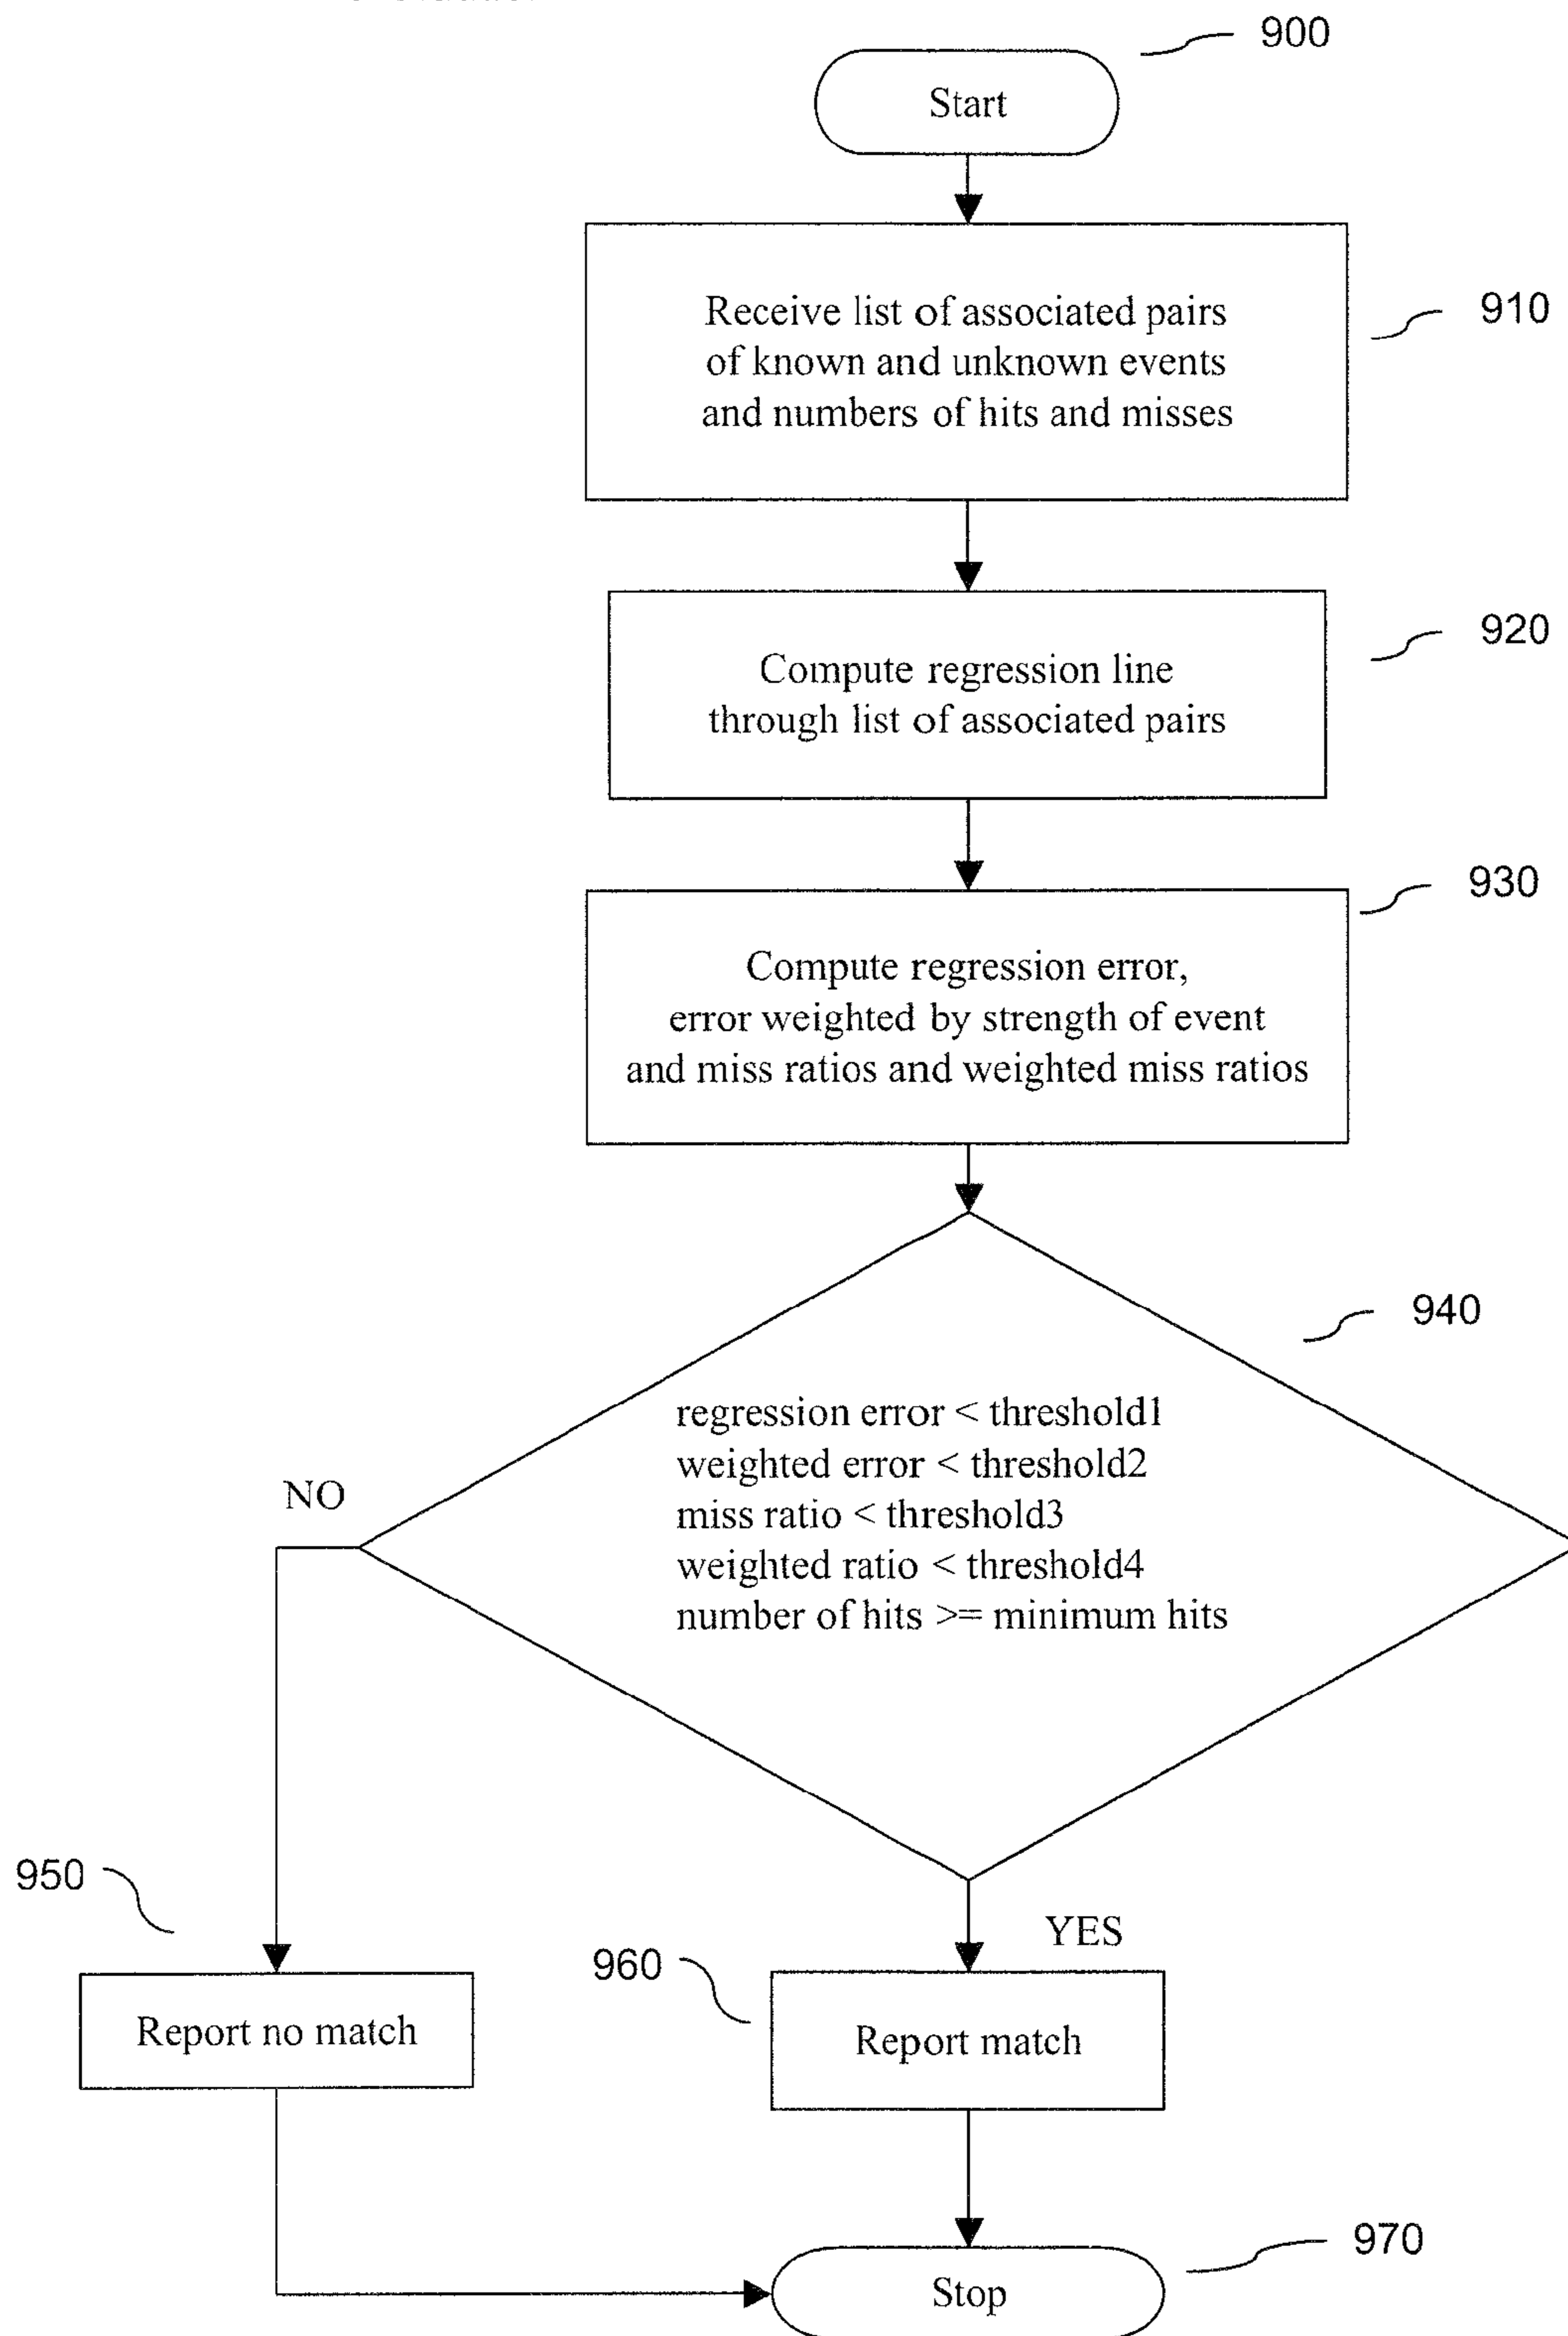 900
Start
910
Receive list of associated pairs
of known and unknown events
and numbers of hits and misses
920
Compute regression line
through list of associated pairs
930
Compute regression error,
error weighted by strength of event
and miss ratios and weighted miss ratios
940
regression error < threshold1
weighted error < threshold2
miss ratio < threshold3
weighted ratio < threshold4
number of hits >= minimum hits
NO
950
YES
960
Report no match
Report match
970
Stop